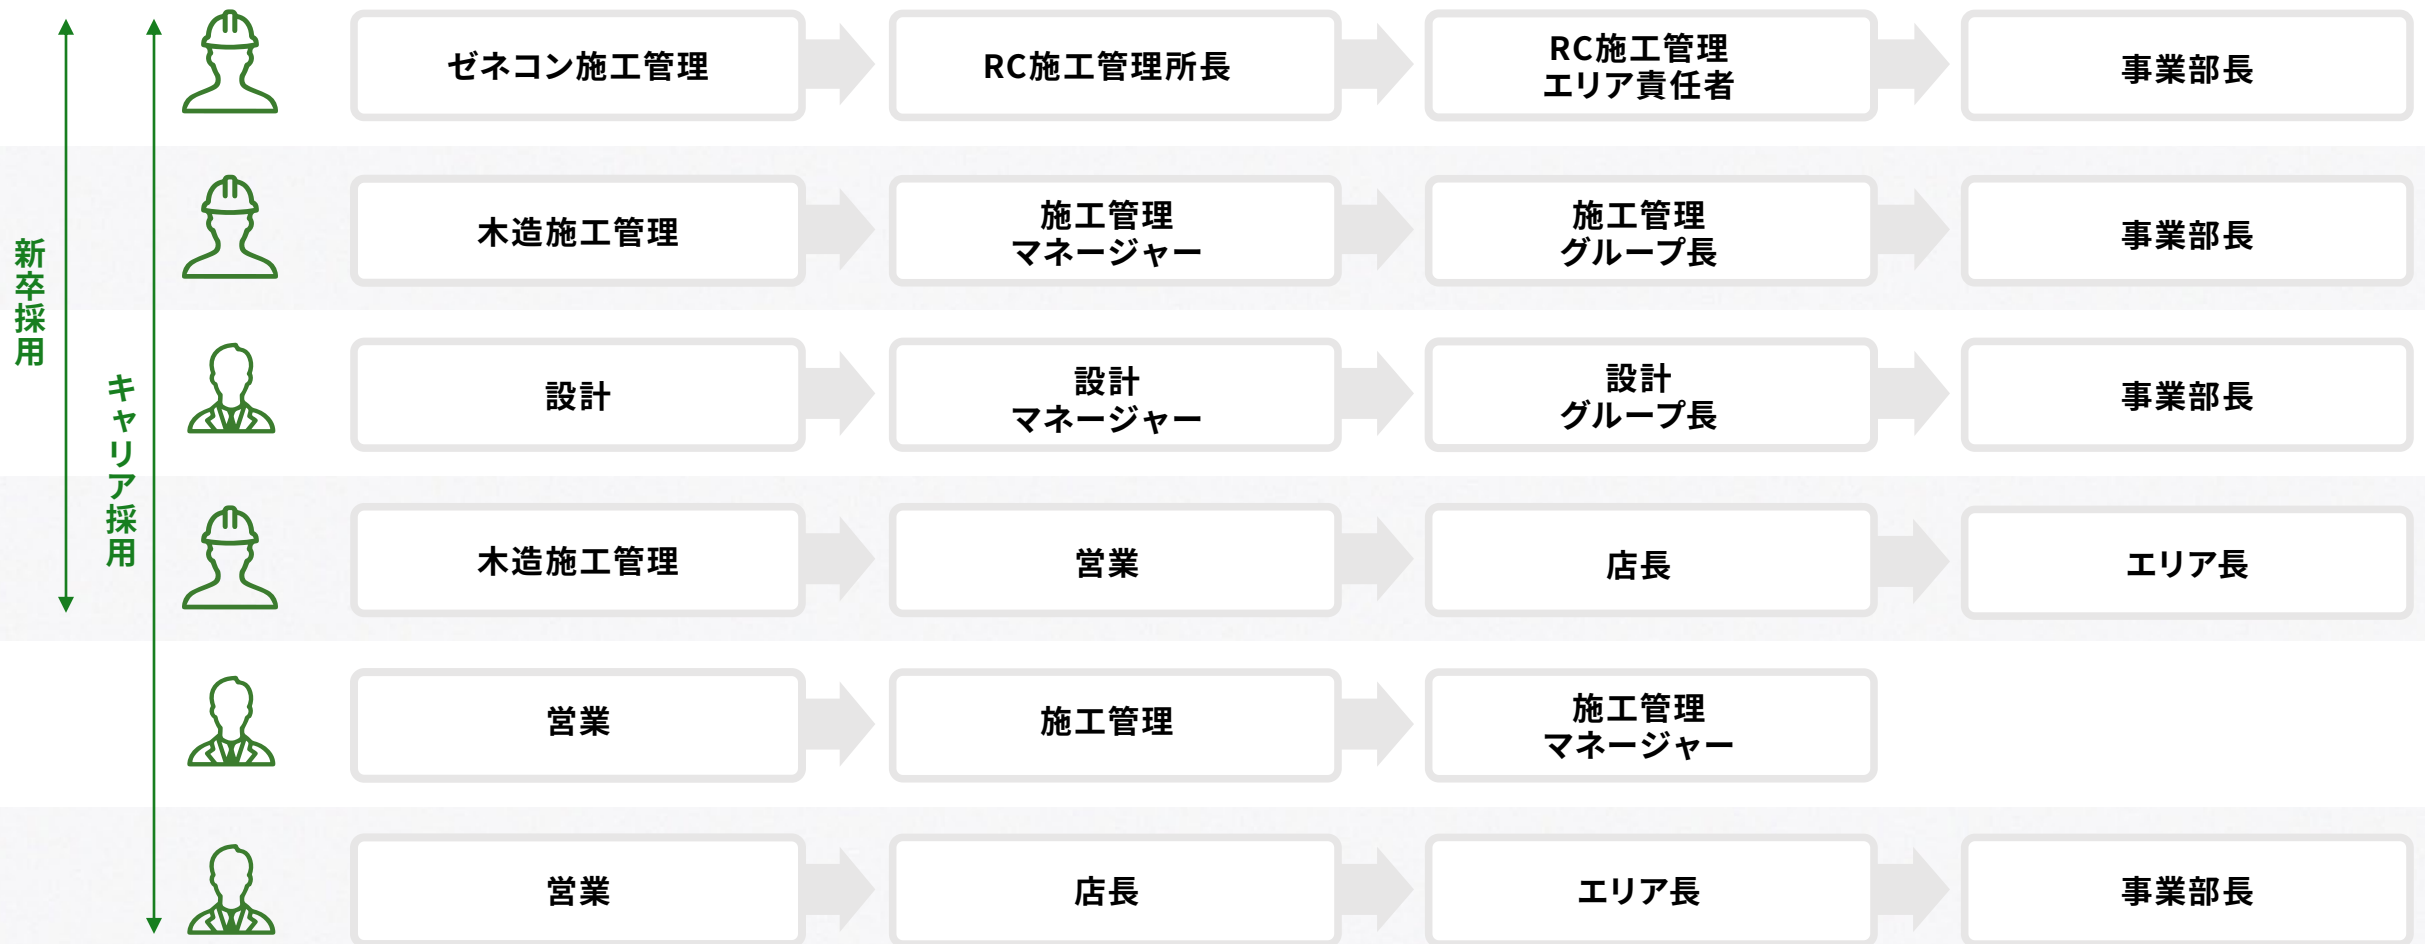 新卒採用
キャリア採用
ゼネコン施工管理
RC施工管理所長
RC施工管理
エリア責任者
事業部長
木造施工管理
施工管理
マネージャー
施工管理
グループ長
事業部長
設計
設計
マネージャー
設計
グループ長
事業部長
木造施工管理
営業
店長
エリア長
営業
施工管理
施工管理
マネージャー
営業
店長
エリア長
事業部長